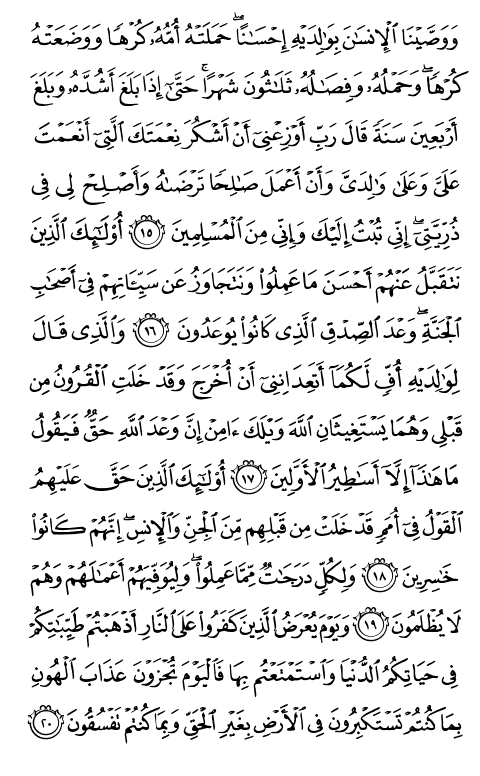 وَوَصَّيْنَا ٱلْإِنسَٰنَ بِوَٰلِدَيْهِ إِحْسَٰنًا ۖ حَمَلَتْهُ أُمُّهُۥ كُرْهًا وَوَضَعَتْهُ
كُرْهًا ۖ وَحَمْلُهُۥ وَفِصَٰلُهُۥ ثَلَٰثُونَ شَهْرًا ۚ حَتَّىٰٓ إِذَا بَلَغَ أَشُدَّهُۥ وَبَلَغَ
أَرْبَعِينَ سَنَةً قَالَ رَبِّ أَوْزِعْنِىٓ أَنْ أَشْكُرَ نِعْمَتَكَ ٱلَّتِىٓ أَنْعَمْتَ
عَلَىَّ وَعَلَىٰ وَٰلِدَىَّ وَأَنْ أَعْمَلَ صَٰلِحًا تَرْضَىٰهُ وَأَصْلِحْ لِى فِى
ذُرِّيَّتِىٓ ۖ إِنِّى تُبْتُ إِلَيْكَ وَإِنِّى مِنَ ٱلْمُسْلِمِينَ ١٥ أُو۟لَٰٓئِكَ ٱلَّذِينَ
نَتَقَبَّلُ عَنْهُمْ أَحْسَنَ مَا عَمِلُوا۟ وَنَتَجَاوَزُ عَن سَيِّـَٔاتِهِمْ فِىٓ أَصْحَٰبِ
ٱلْجَنَّةِ ۖ وَعْدَ ٱلصِّدْقِ ٱلَّذِى كَانُوا۟ يُوعَدُونَ ١٦ وَٱلَّذِى قَالَ
لِوَٰلِدَيْهِ أُفٍّ لَّكُمَآ أَتَعِدَانِنِىٓ أَنْ أُخْرَجَ وَقَدْ خَلَتِ ٱلْقُرُونُ مِن
قَبْلِى وَهُمَا يَسْتَغِيثَانِ ٱللَّهَ وَيْلَكَ ءَامِنْ إِنَّ وَعْدَ ٱللَّهِ حَقٌّ فَيَقُولُ
مَا هَٰذَآ إِلَّآ أَسَٰطِيرُ ٱلْأَوَّلِينَ ١٧ أُو۟لَٰٓئِكَ ٱلَّذِينَ حَقَّ عَلَيْهِمُ
ٱلْقَوْلُ فِىٓ أُمَمٍ قَدْ خَلَتْ مِن قَبْلِهِم مِّنَ ٱلْجِنِّ وَٱلْإِنسِ ۖ إِنَّهُمْ كَانُوا۟
خَٰسِرِينَ ١٨ وَلِكُلٍّ دَرَجَٰتٌ مِّمَّا عَمِلُوا۟ ۖ وَلِيُوَفِّيَهُمْ أَعْمَٰلَهُمْ وَهُمْ
لَا يُظْلَمُونَ ١٩ وَيَوْمَ يُعْرَضُ ٱلَّذِينَ كَفَرُوا۟ عَلَى ٱلنَّارِ أَذْهَبْتُمْ طَيِّبَٰتِكُمْ
فِى حَيَاتِكُمُ ٱلدُّنْيَا وَٱسْتَمْتَعْتُم بِهَا فَٱلْيَوْمَ تُجْزَوْنَ عَذَابَ ٱلْهُونِ
بِمَا كُنتُمْ تَسْتَكْبِرُونَ فِى ٱلْأَرْضِ بِغَيْرِ ٱلْحَقِّ وَبِمَا كُنتُمْ تَفْسُقُونَ ٢٠